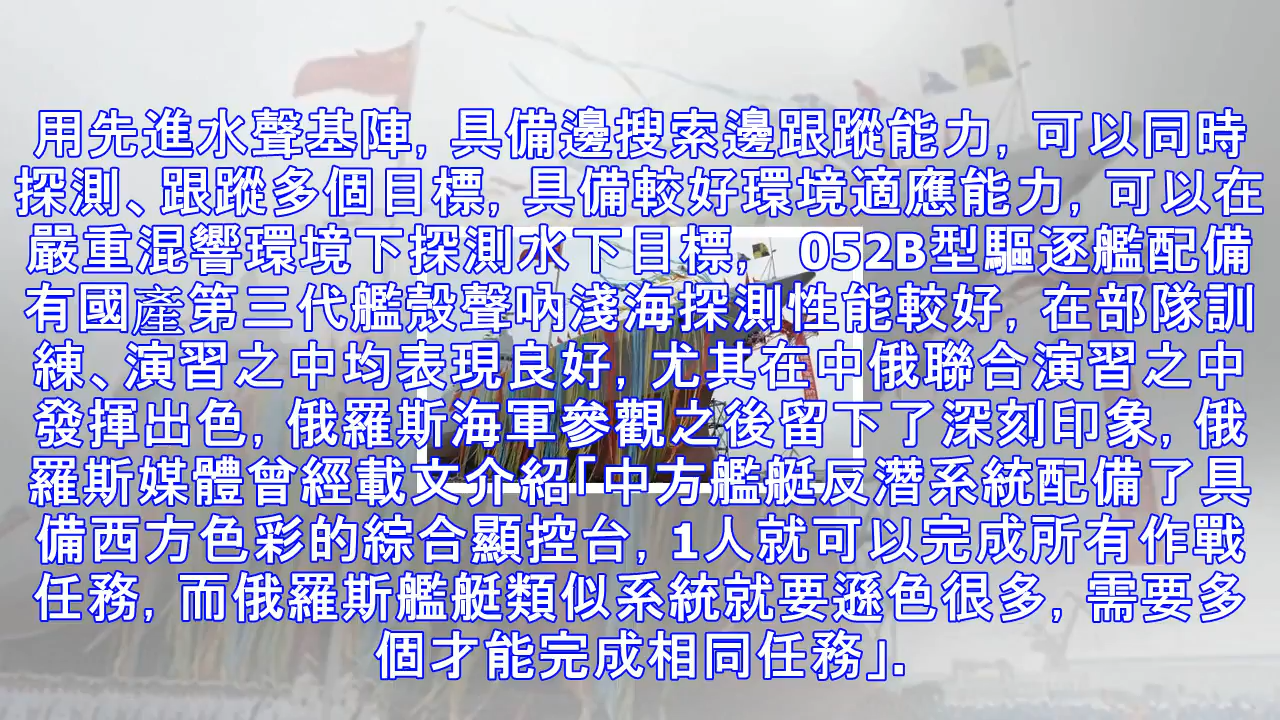 用先進水聲基陣, 具備邊搜索邊跟蹤能力, 可以同時
探測、跟蹤多個目標, 具備較好環境適應能力, 可以在
嚴重混響環境下探測水下目標, 052B型驅逐艦配備
有國產第三代艦殼聲吶淺海探測性能較好, 在部隊訓
練、演習之中均表現良好, 尤其在中俄聯合演習之中
發揮出色, 俄羅斯海軍參觀之後留下了深刻印象, 俄
羅斯媒體曾經載文介紹「中方艦艇反潛系統配備了具
備西方色彩的綜合顯控台, 1人就可以完成所有作戰
任務, 而俄羅斯艦艇類似系統就要遜色很多, 需要多
個才能完成相同任務」.